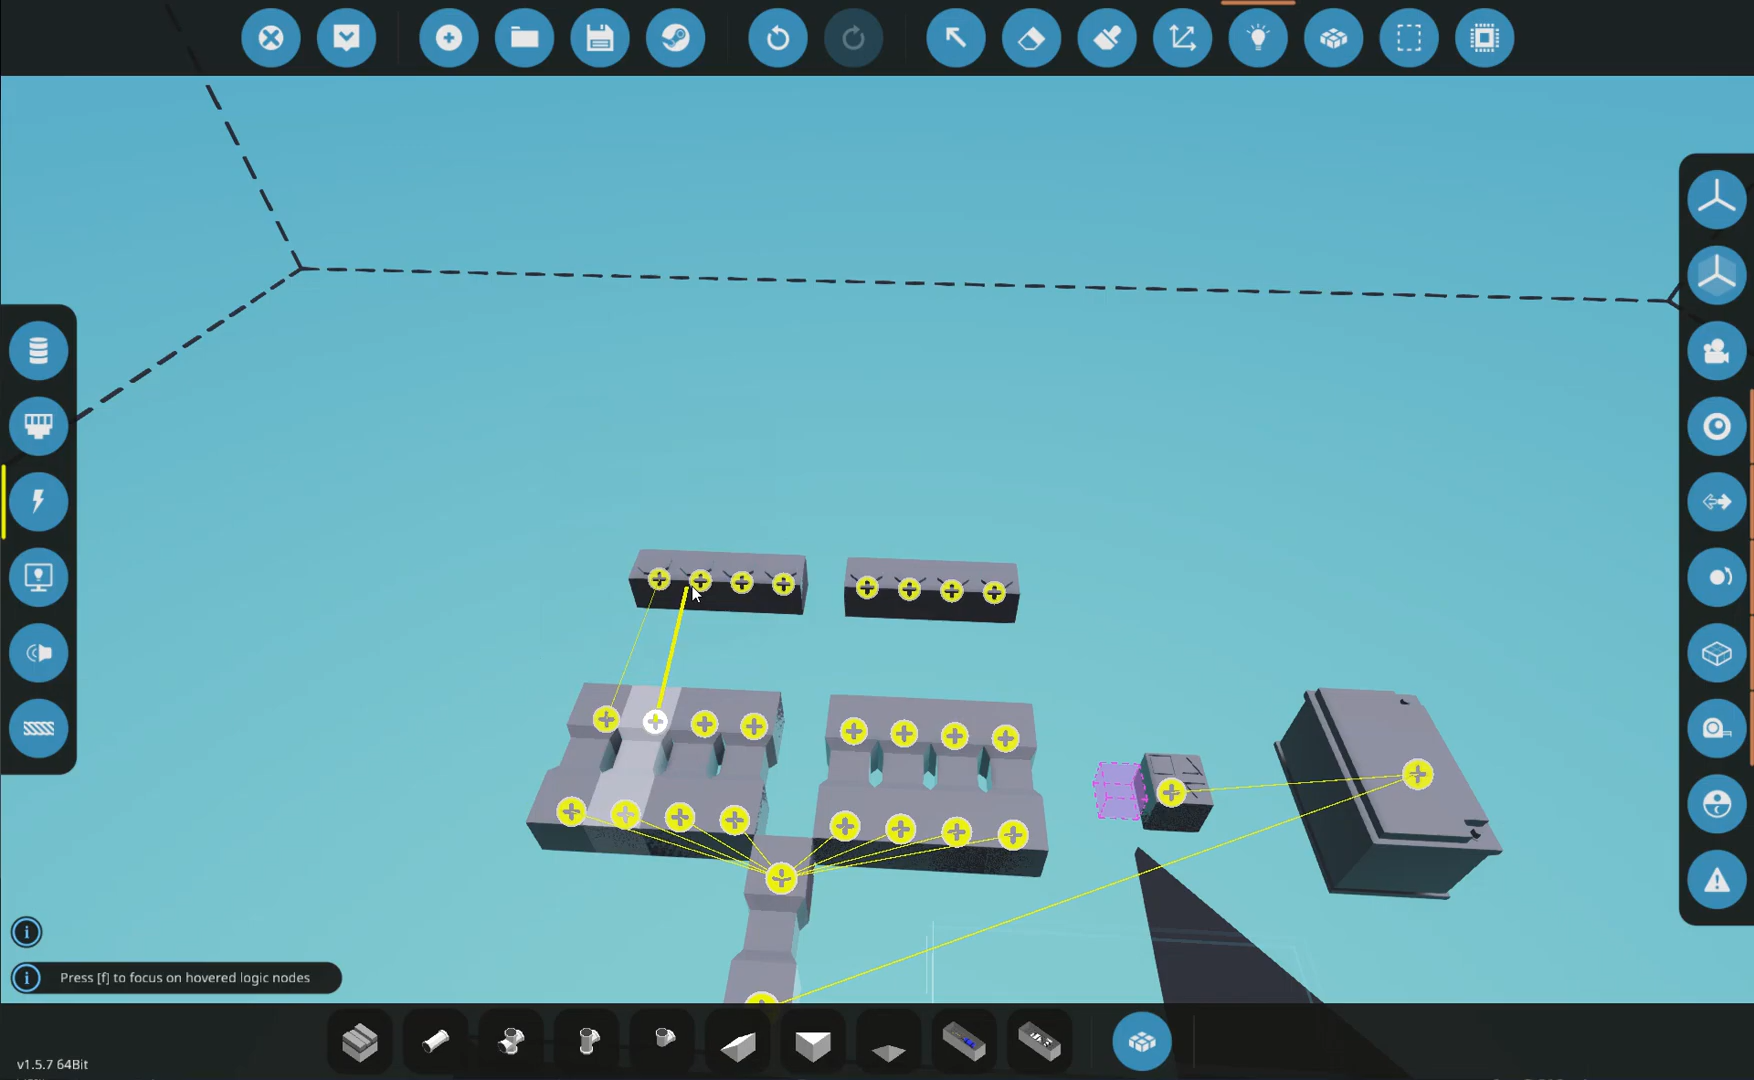 Press [f] to focus on hovered logic nodes
v1.5.7 64Bit